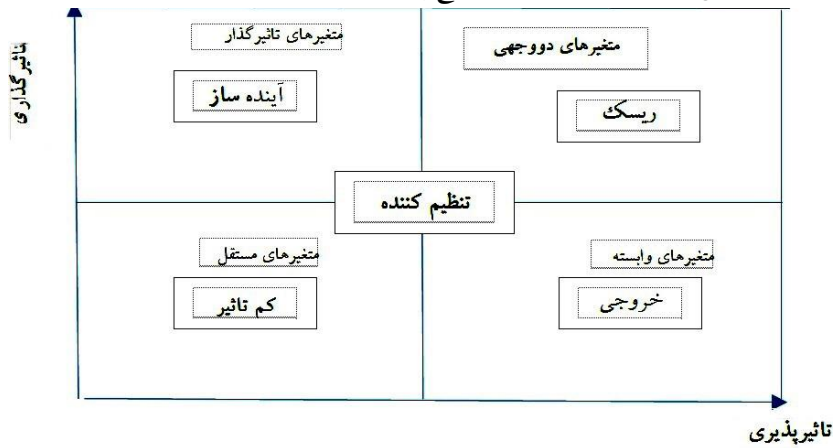 تاثیرگذاری
متغیرهای دووجهی
ریسک
متغیرهای تاثیرگذار
آینده ساز
تنظیم کننده
متغیرهای وابسته
خروجی
متغیرهای مستقل
کم تاثیر
تاثیرپذیری